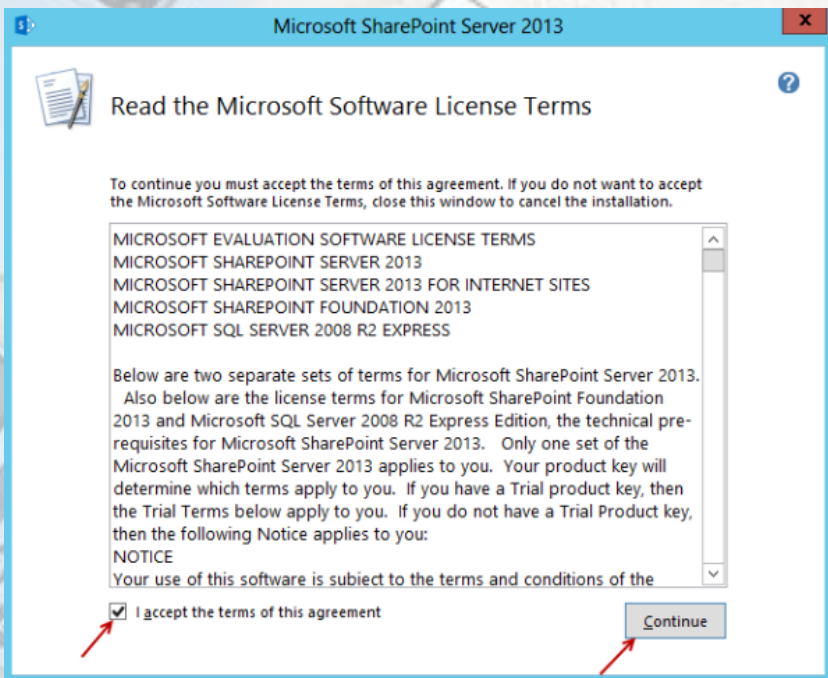 Microsoft SharePoint Server 2013
Read the Microsoft Software License Terms
To continue you must accept the terms of this agreement. If you do not want to accept
the Microsoft Software License Terms, close this window to cancel the installation.
MICROSOFT EVALUATION SOFTWARE LICENSE TERMS
MICROSOFT SHAREPOINT SERVER 2013
MICROSOFT SHAREPOINT SERVER 2013 FOR INTERNET SITES
MICROSOFT SHAREPOINT FOUNDATION 2013
MICROSOFT SQL SERVER 2008 R2 EXPRESS
Below are two separate sets of terms for Microsoft SharePoint Server 2013.
Also below are the license terms for Microsoft SharePoint Foundation
2013 and Microsoft SQL Server 2008 R2 Express Edition, the technical pre-
requisites for Microsoft SharePoint Server 2013.   Only one set of the
Microsoft SharePoint Server 2013 applies to you.  Your product key will
determine which terms apply to you.  If you have a Trial product key, then
the Trial Terms below apply to you.  If you do not have a Trial Product key,
then the following Notice applies to you:
NOTICE
Your use of this software is subject to the terms and conditions of the
I accept the terms of this agreement
Continue